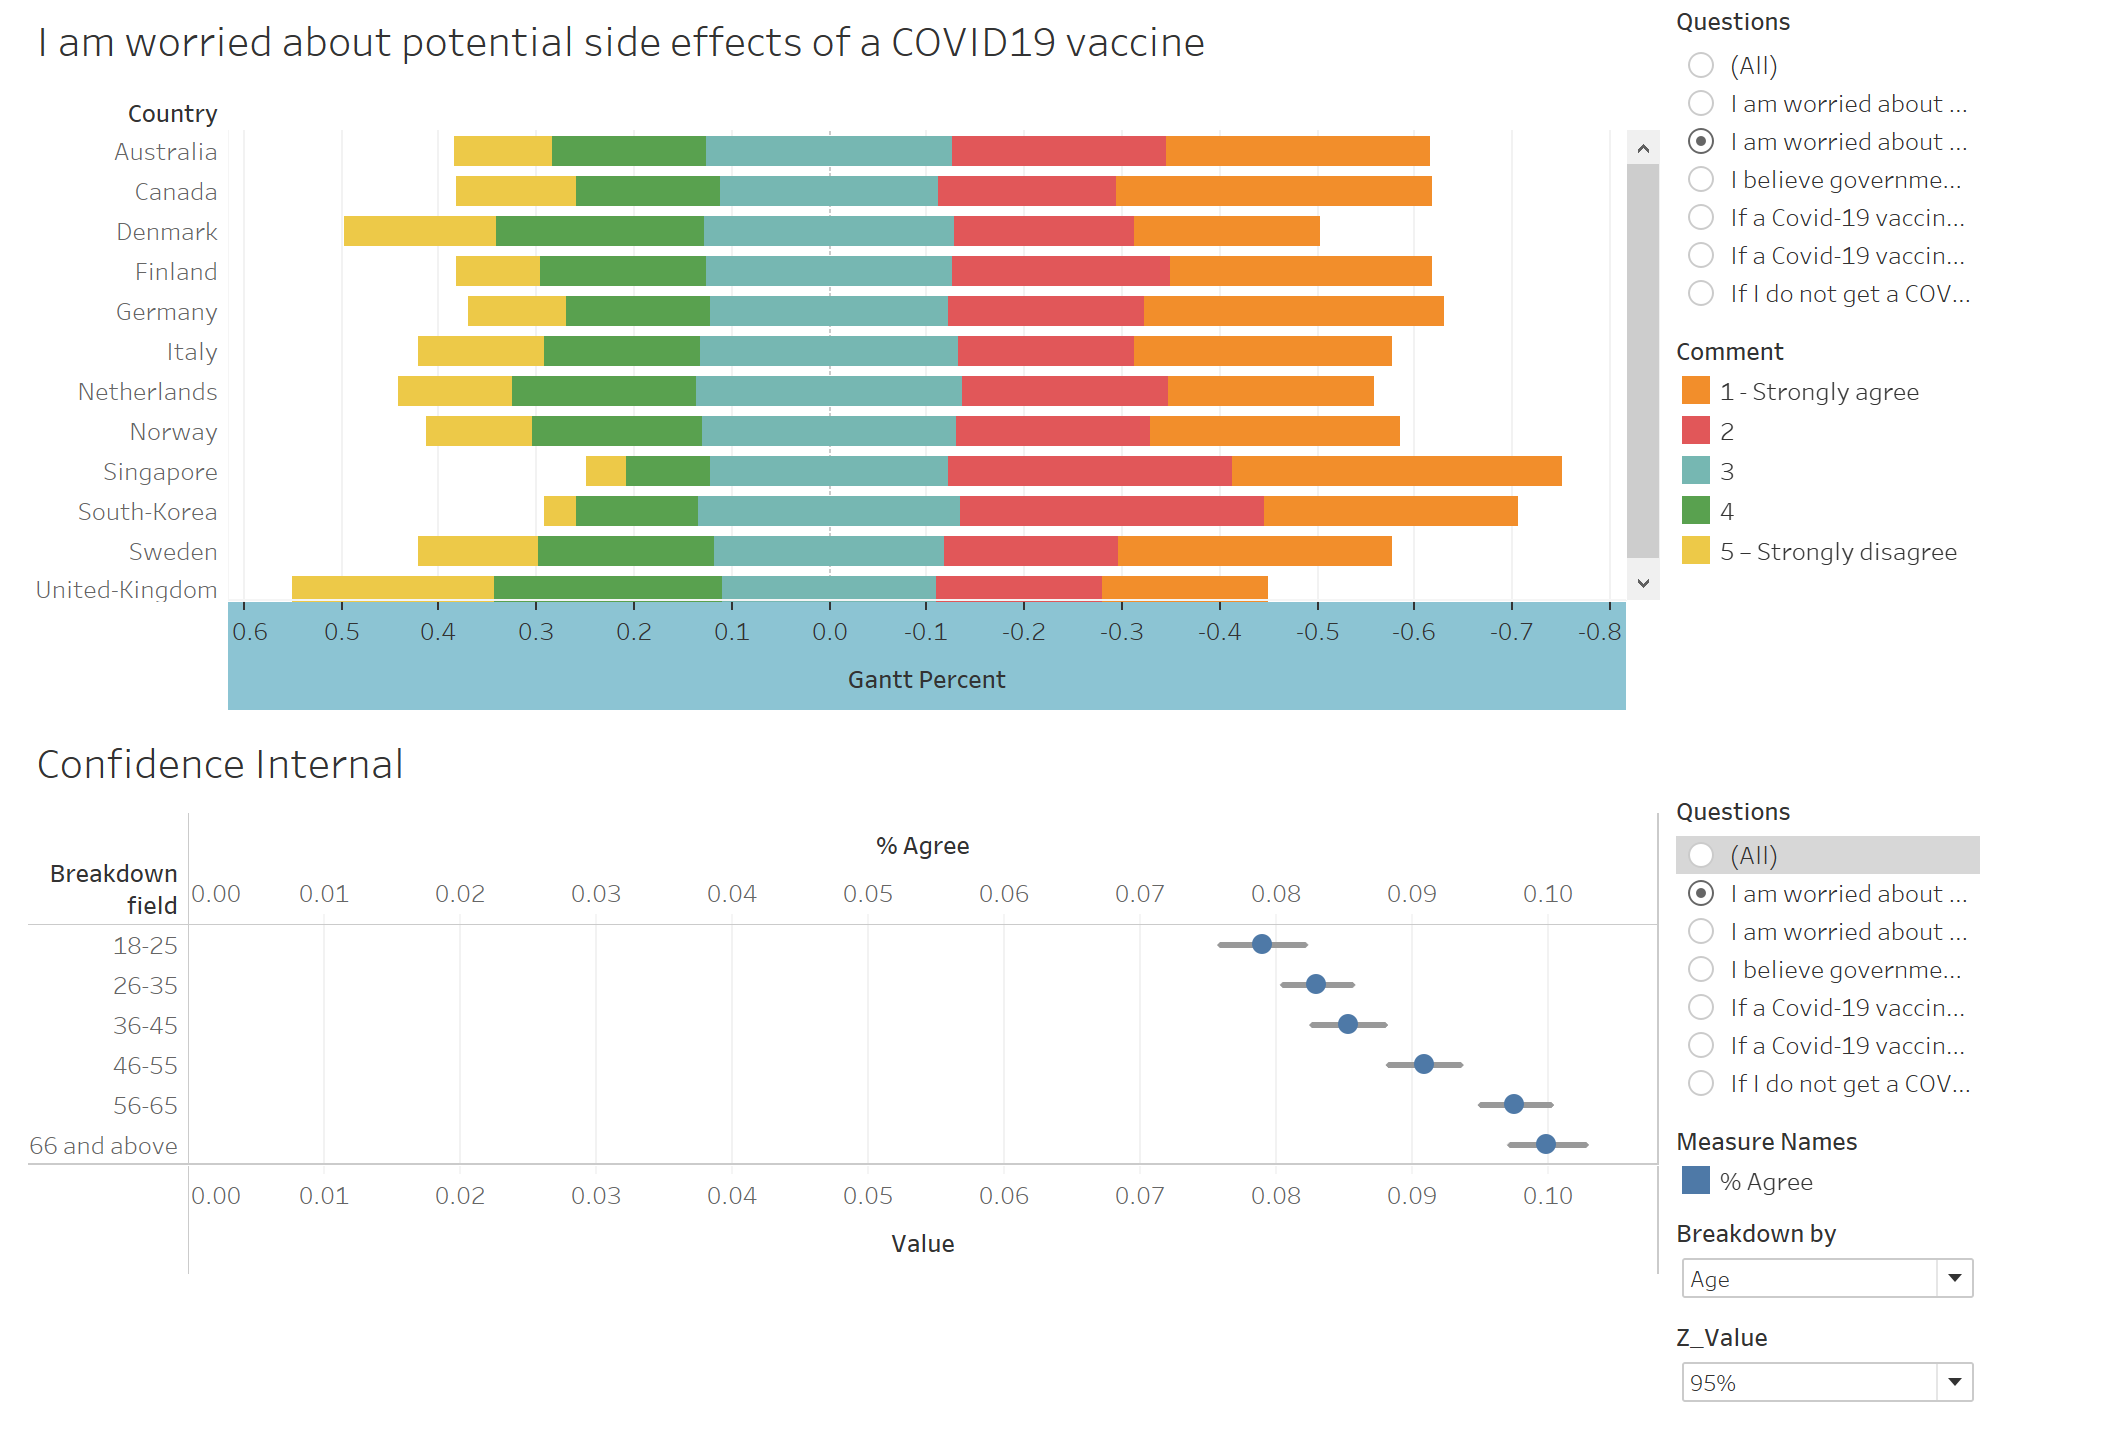 I am worried about potential side effects of a COVID19 vaccine
Country
Australia
Canada
Denmark
Finland
Germany
Italy
Netherlands
Norway
Singapore
South-Korea
Sweden
United-Kingdom
0.6 0.5 0.4 0.3 0.2 0.1 0.0 -0.1 -0.2 -0.3 -0.4 -0.5 -0.6 -0.7 -0.8
Gantt Percent
Questions
(All)
I am worried about ...
I am worried about ...
I believe governme...
If a Covid-19 vaccin...
If a Covid-19 vaccin...
If I do not get a COV...
Comment
1 - Strongly agree
2
3
4
5 – Strongly disagree
Confidence Internal
% Agree
Breakdown
field
0.00 0.01 0.02 0.03 0.04 0.05 0.06 0.07 0.08 0.09 0.10
18-25
26-35
36-45
46-55
56-65
66 and above
0.00 0.01 0.02 0.03 0.04 0.05 0.06 0.07 0.08 0.09 0.10
Value
Questions
(All)
I am worried about ...
I am worried about ...
I believe governme...
If a Covid-19 vaccin...
If a Covid-19 vaccin...
If I do not get a COV...
Measure Names
% Agree
Breakdown by
Age
Z_Value
95%